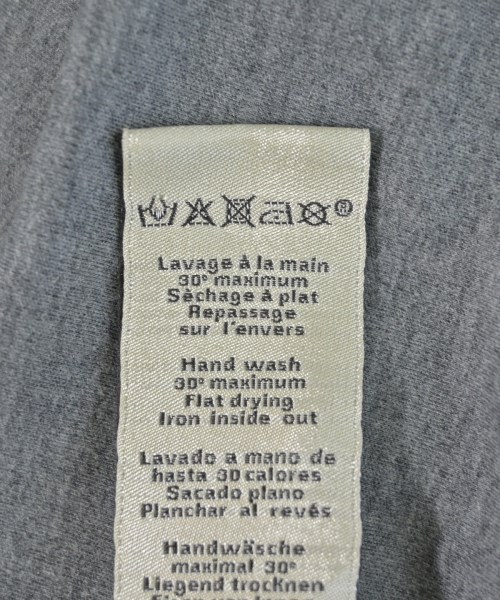 ®
Lavage à la main
30° maximum
Sèchage à plat
Repassage
sur l'envers
Hand wash
30° maximum
Flat drying
Iron inside out
Lavado a mano de
hasta 30 calores
Sacado plano
Planchar al revés
Handwäsche
maximal 30°
Liegend trocknen